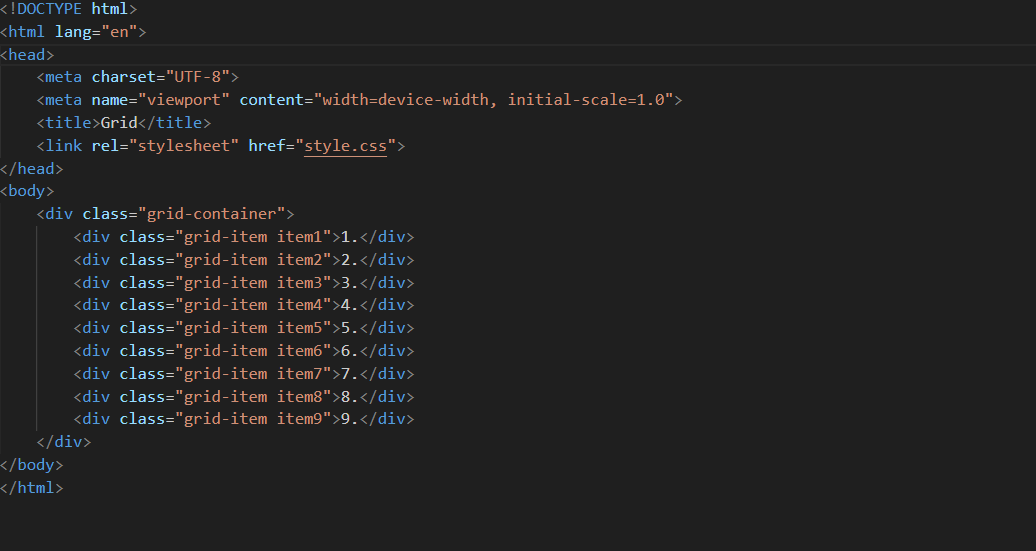 <!DOCTYPE html>
<html lang="en">
<head>
    <meta charset="UTF-8">
    <meta name="viewport" content="width=device-width, initial-scale=1.0">
    <title>Grid</title>
    <link rel="stylesheet" href="style.css">
</head>
<body>
    <div class="grid-container">
        <div class="grid-item item1">1.</div>
        <div class="grid-item item2">2.</div>
        <div class="grid-item item3">3.</div>
        <div class="grid-item item4">4.</div>
        <div class="grid-item item5">5.</div>
        <div class="grid-item item6">6.</div>
        <div class="grid-item item7">7.</div>
        <div class="grid-item item8">8.</div>
        <div class="grid-item item9">9.</div>
    </div>
</body>
</html>